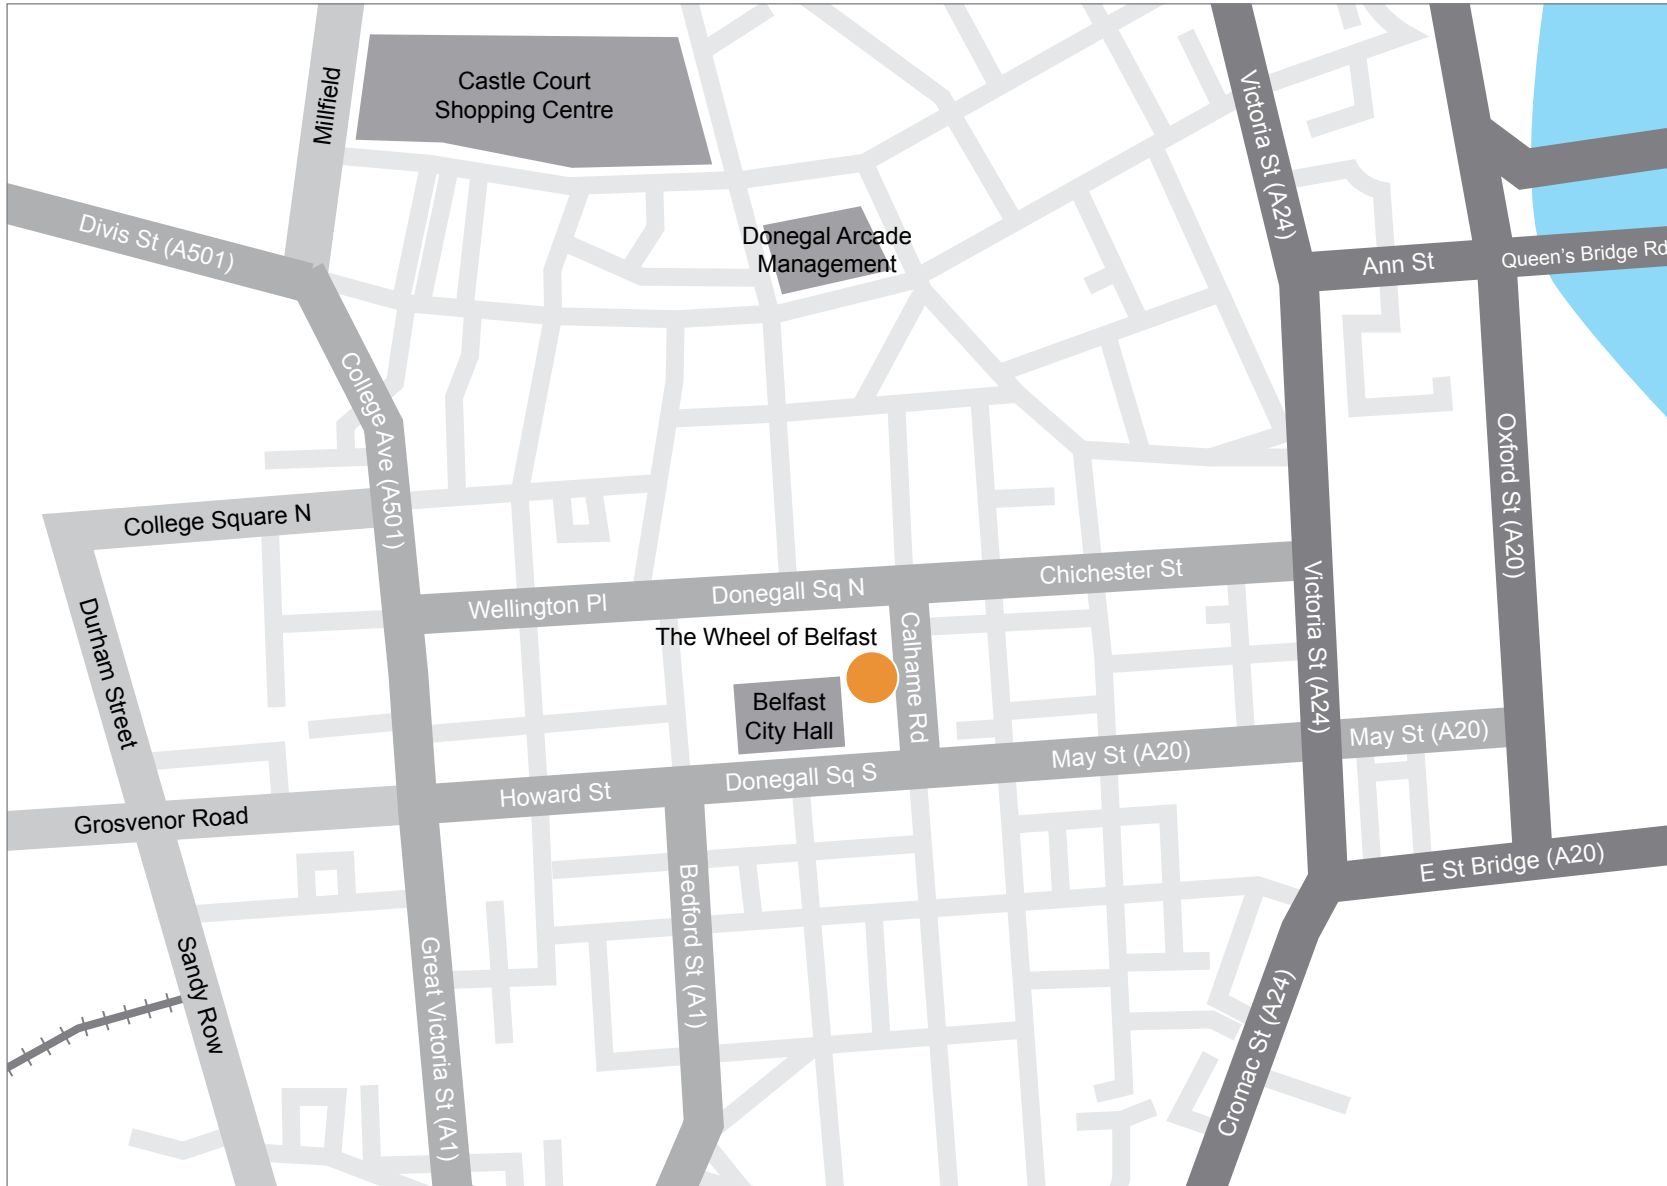 Castle Court
Shopping Centre
Millfield
Victoria St (A24)
Divis St (A501)
Donegal Arcade
Management
Ann St
Queen's Bridge Rd
College Ave (A501)
Oxford St (A20)
College Square N
Chichester St
Donegall Sq N
Wellington Pl
Durham Street
The Wheel of Belfast
Calhame Rd
Victoria St (A24)
Belfast
City Hall
May St (A20)
May St (A20)
Donegall Sq S
Howard St
Grosvenor Road
E St Bridge (A20)
Bedford St (A1)
Great Victoria St (A1)
Sandy Row
Cromac St (A24)